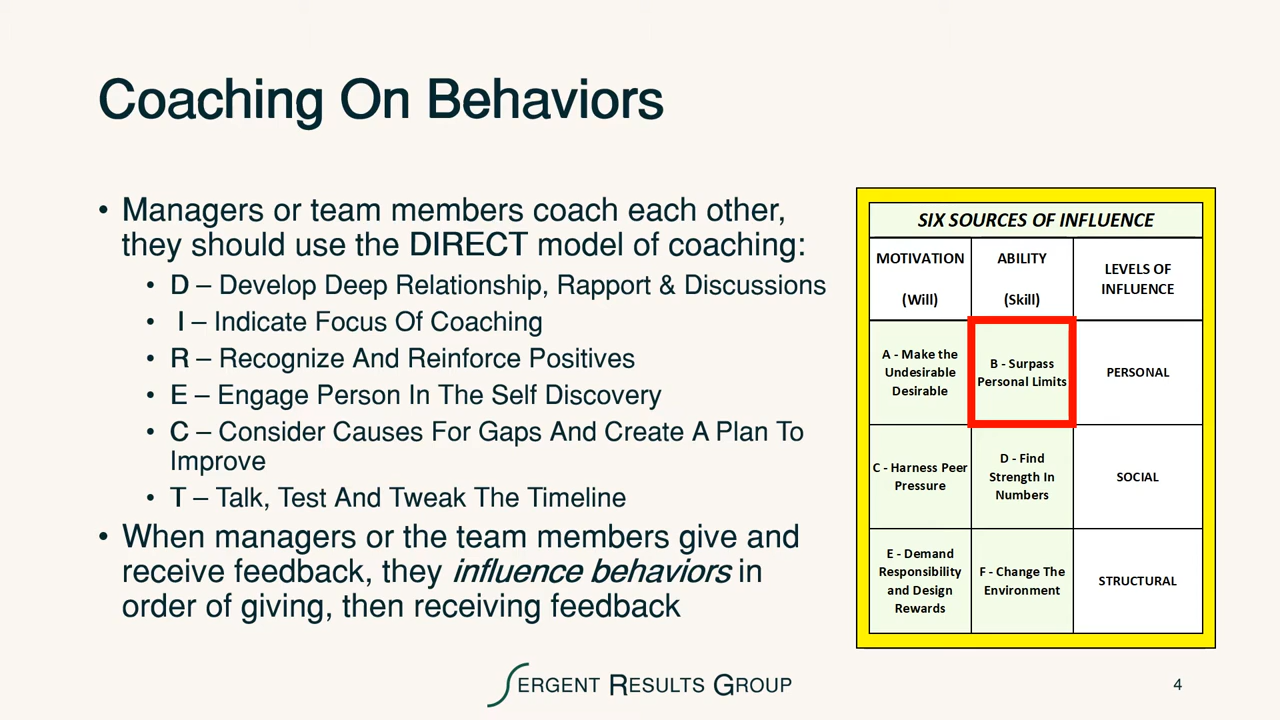 Coaching On Behaviors
• Managers or team members coach each other,
they should use the DIRECT model of coaching:
• D – Develop Deep Relationship, Rapport & Discussions
• I – Indicate Focus Of Coaching
• R – Recognize And Reinforce Positives
• E – Engage Person In The Self Discovery
• C – Consider Causes For Gaps And Create A Plan To
Improve
• T – Talk, Test And Tweak The Timeline
• When managers or the team members give and
receive feedback, they influence behaviors in
order of giving, then receiving feedback
SIX SOURCES OF INFLUENCE
MOTIVATION
(Will)
ABILITY
(Skill)
LEVELS OF
INFLUENCE
A - Make the
Undesirable
Desirable
B - Surpass
Personal Limits
PERSONAL
C - Harness Peer
Pressure
D - Find
Strength In
Numbers
SOCIAL
E - Demand
Responsibility
and Design
Rewards
F - Change The
Environment
STRUCTURAL
SERGENT RESULTS GROUP
4